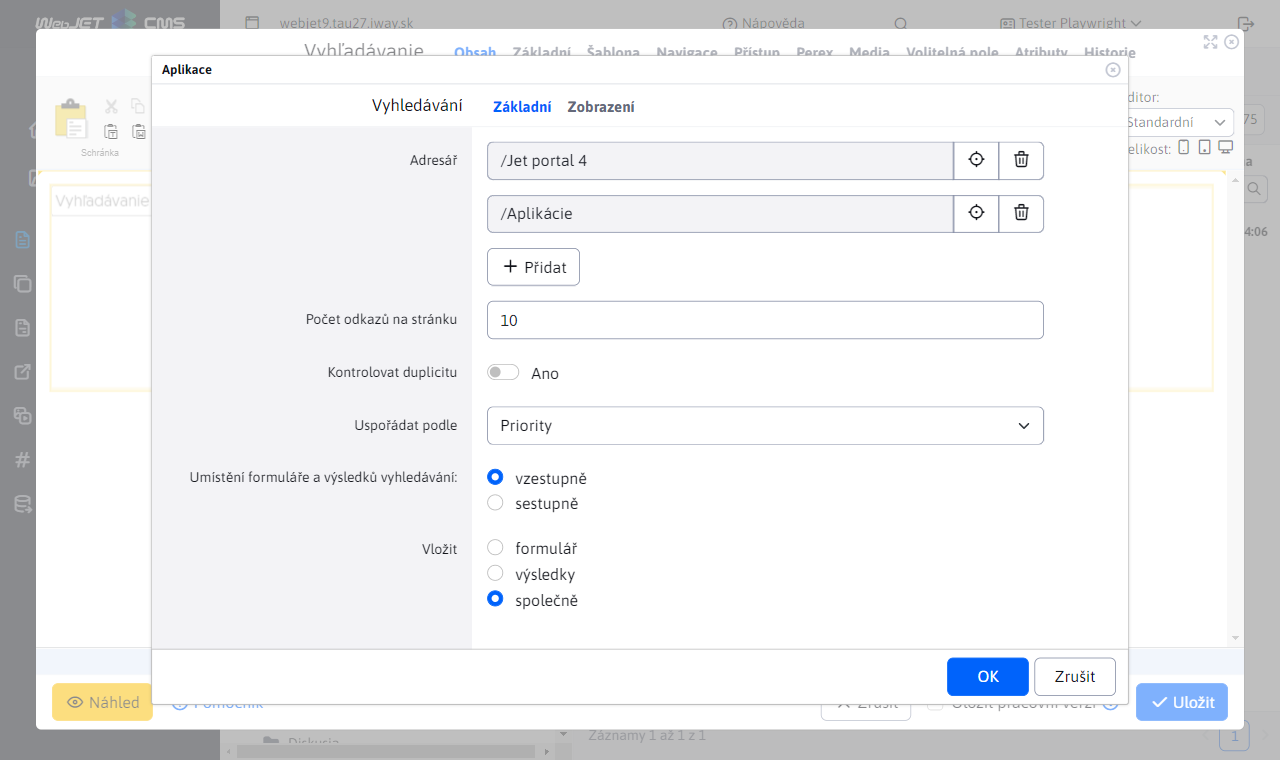 WebJET CMS
webjet9.tau27.iway.sk
Nápověda
Tester Playwright
Vyhľadávanie
Obsah Základní Šablona Navigace Přístup Perex Media Volitelná pole Atributy Historie
Aplikace
Vyhledávání
Základní Zobrazení
Schránka
ditor:
Standardní
75
elikost:
Vyhľadávanie
4:06
Adresář
/Jet portal 4
/Aplikácie
Přidat
Počet odkazů na stránku
10
Kontrolovat duplicitu
Ano
Uspořádat podle
Priority
Umístění formuláře a výsledků vyhledávání:
vzestupně
sestupně
Vložit
formulář
výsledky
společně
OK
Zrušit
Náhled
Pomocník
Zrušit
Uložit pracovní verzi
Uložit
Diskusia
Záznamy 1 až 1 z 1
1